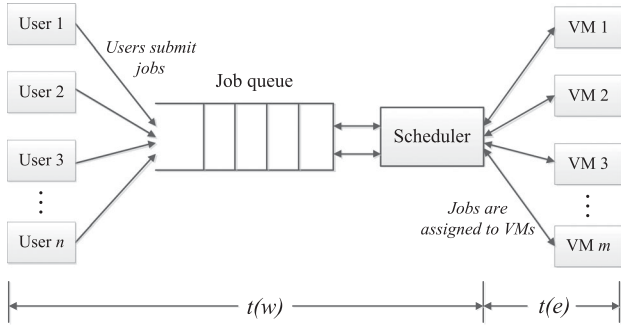 User 1
User 2
User 3
User n
Users submit
jobs
Job queue
Scheduler
Jobs are
assigned to VMs
VM 1
VM 2
VM 3
VM m
t(w)
t(e)